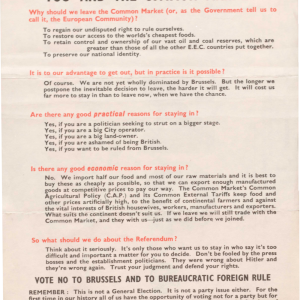 Why should we leave the Common Market (or, as the Government tell us to
call it, the European Community)?
To regain our undisputed right to rule ourselves.
To restore our access to the world's cheapest foods.
To retain control and ownership of our vast oil and coal reserves, which are
greater than those of all the other E.E.C. countries put together.
To preserve our national identity.
It is to our advantage to get out, but in practice is it possible?
Of course. We are not yet wholly dominated by Brussels. But the longer we
postpone the inevitable decision to leave, the harder it will get. It will cost us
far more to stay in than to leave now, when we have the chance.
Are there any good practical reasons for staying in?
Yes, if you are a politician seeking to strut on a bigger stage.
Yes, if you are a big City operator.
Yes, if you are a big land-owner.
Yes, if you are ashamed of being British.
Yes, if you want to be ruled from Brussels.
Is there any good economic reason for staying in?
No. We import half our food and most of our raw materials and it is best to
buy these as cheaply as possible, so that we can export enough manufactured
goods at competitive prices to pay our way. The Common Market's Common
Agricultural Policy (C.A.P.) and its Common External Tariff keep food and
other prices artificially high, to the benefit of continental farmers and against
the vital interests of British housewives, workers, manufacturers and exporters.
What suits the continent doesn't suit us. If we leave we will still trade with the
Common Market, and they with us—just as we did before we joined.
So what should we do about the Referendum?
Think about it seriously. It's only those who want us to stay in who say it's too
difficult and important a matter for you to decide. Don't be fooled by the press
bosses and the establishment politicians. They were wrong about Hitler and
they're wrong again. Trust your judgment and defend your rights.
VOTE NO TO BRUSSELS AND TO BUREAUCRATIC FOREIGN RULE
REMEMBER: This is not a General Election. It is not a party issue either. For the
first time in our history all of us have the opportunity of voting not for a party but for